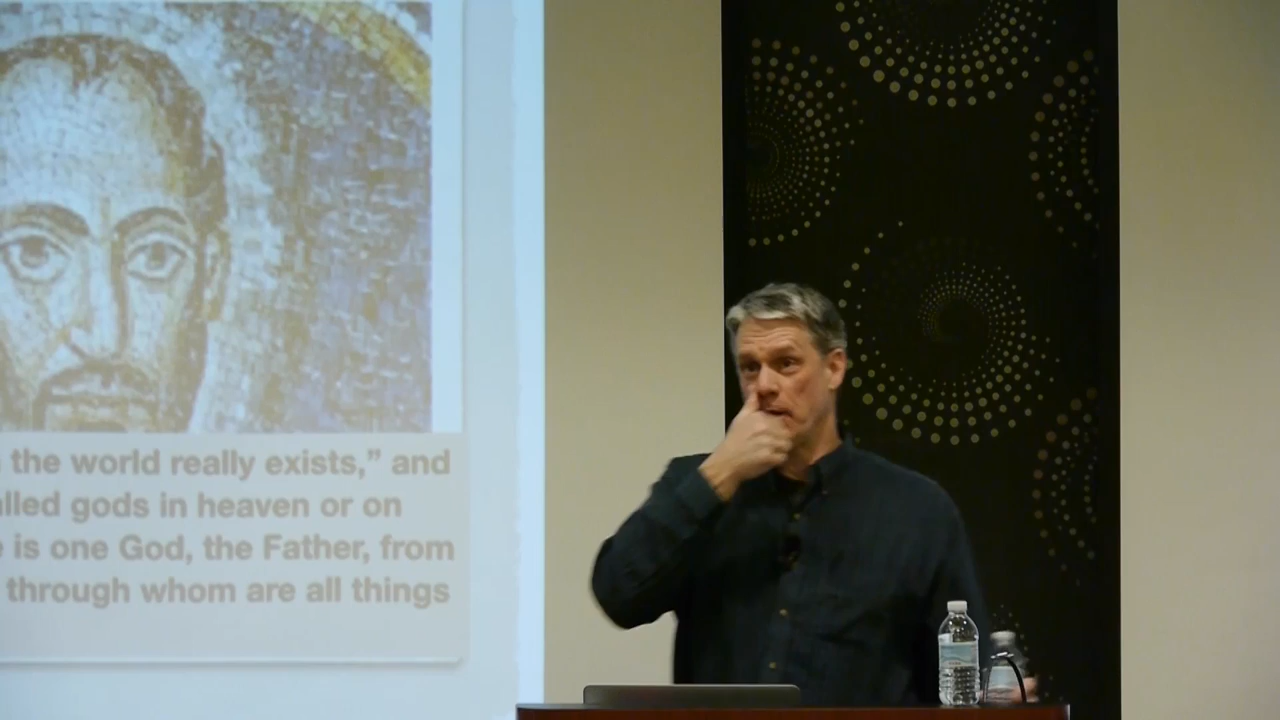 the world really exists,” and
lled gods in heaven or on
is one God, the Father, from
through whom are all things